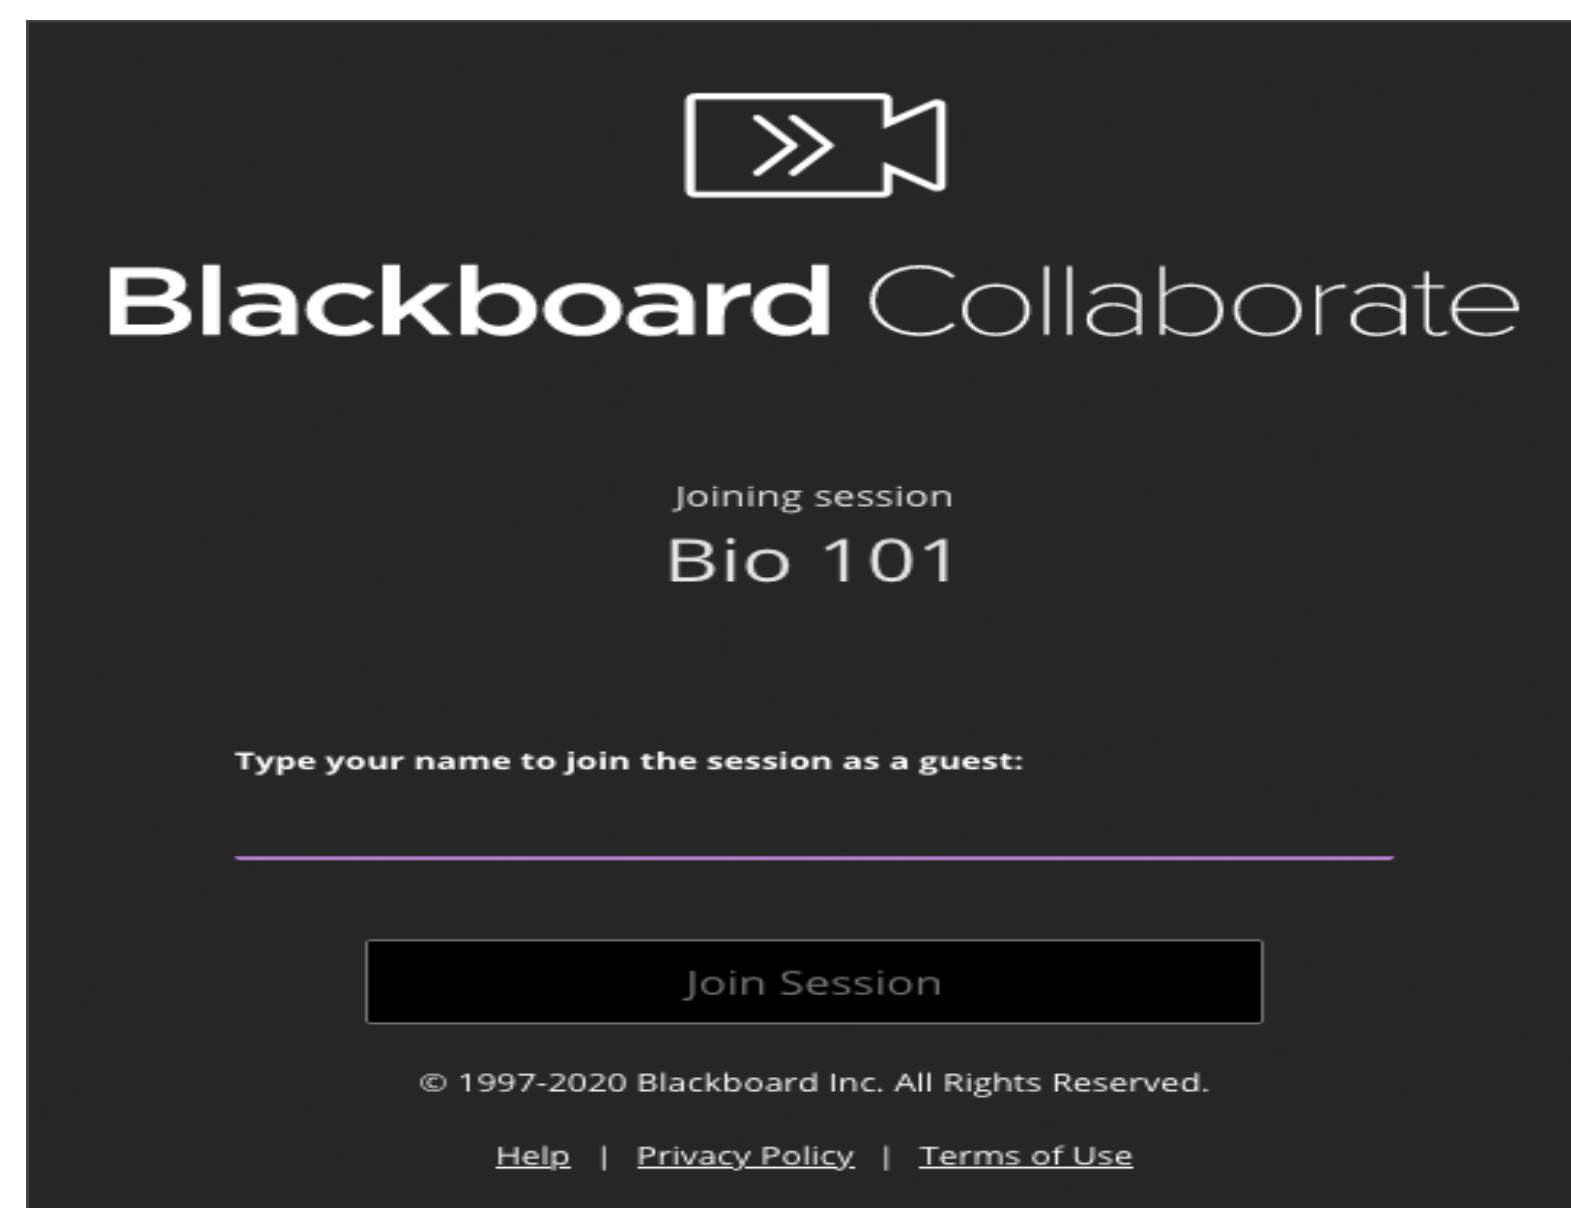 Blackboard Collaborate
Joining session
Bio 101
Type your name to join the session as a guest:
Join Session
© 1997-2020 Blackboard Inc. All Rights Reserved.
Help | Privacy Policy | Terms of Use